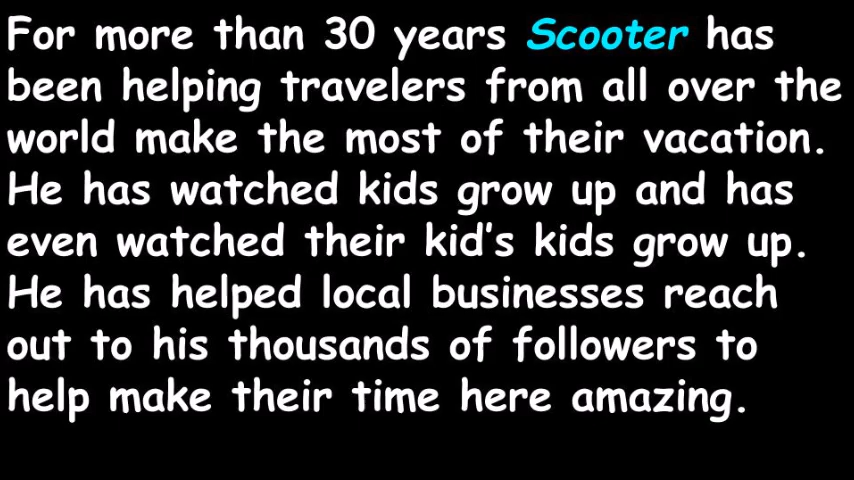 For more than 30 years Scooter has
been helping travelers from all over the
world make the most of their vacation.
He has watched kids grow up and has
even watched their kid's kids grow up.
He has helped local businesses reach
out to his thousands of followers to
help make their time here amazing.